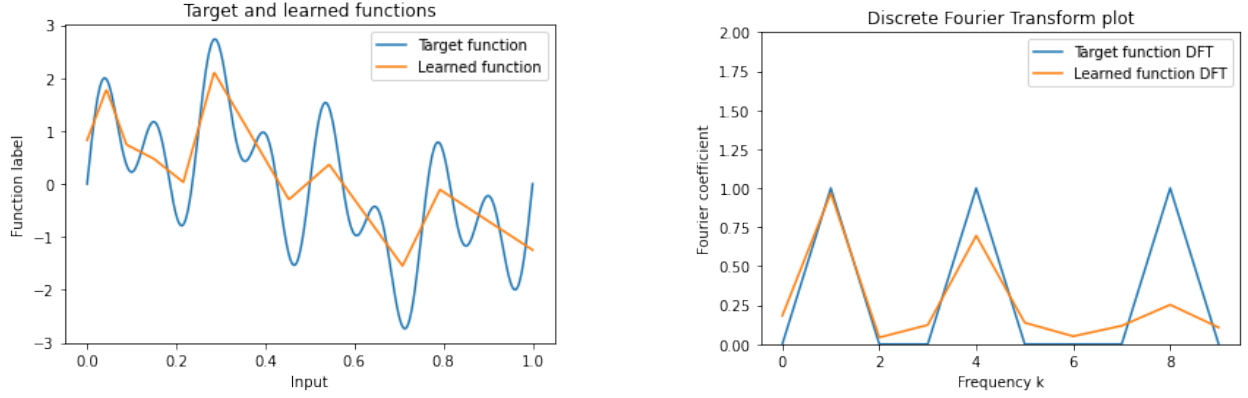 Target and learned functions
3
2
1
0
−1
−2
−3
Function label
Target function
Learned function
0.0
0.2
0.4
0.6
0.8
1.0
Input
Discrete Fourier Transform plot
2.00
1.75
1.50
1.25
1.00
0.75
0.50
0.25
0.00
Fourier coefficient
Target function DFT
Learned function DFT
0
2
4
6
8
Frequency k